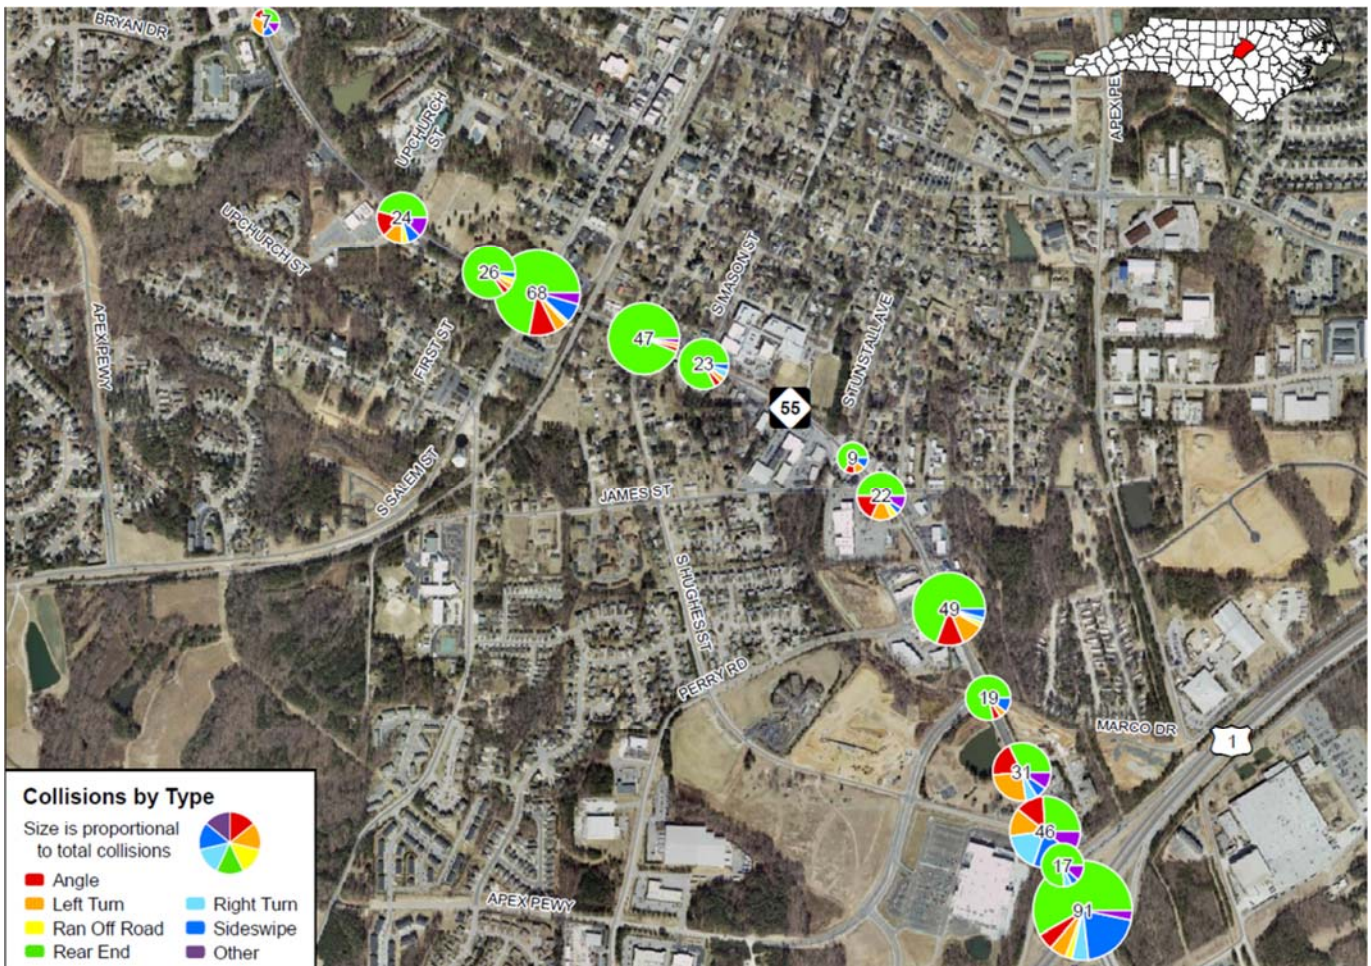 BRYAN DR
7
UPCHURCH
ST
APEX PEWY
24
UPCHURCH ST
26
68
S MASON ST
APEX PEWY
FIRST ST
47
23
S TUNSTALL AVE
55
9
S SALEM ST
JAMES ST
22
S HUGHES ST
49
PERRY RD
19
MARCO DR
1
31
46
17
APEX PEWY
91
Collisions by Type
Size is proportional
to total collisions
Angle
Left Turn
Ran Off Road
Rear End
Right Turn
Sideswipe
Other